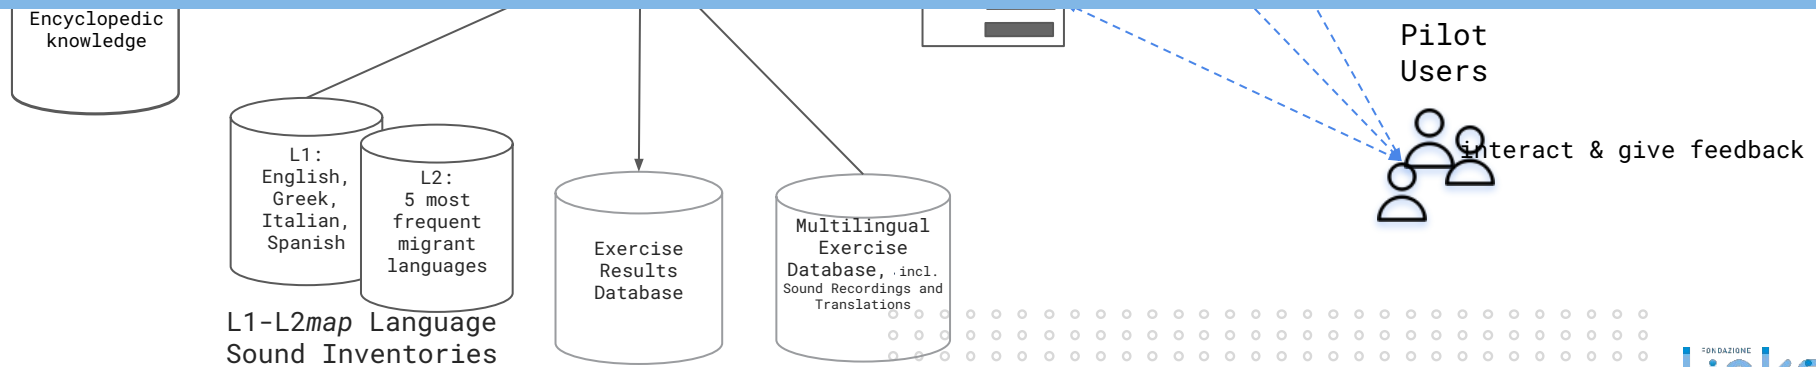 Encyclopedic
knowledge
L1:
English,
Greek,
Italian,
Spanish
L2:
5 most
frequent
migrant
languages
L1-L2map Language
Sound Inventories
Exercise
Results
Database
Multilingual
Exercise
Database, incl.
Sound Recordings and
Translations
Pilot
Users
interact & give feedback
FONDAZIONE